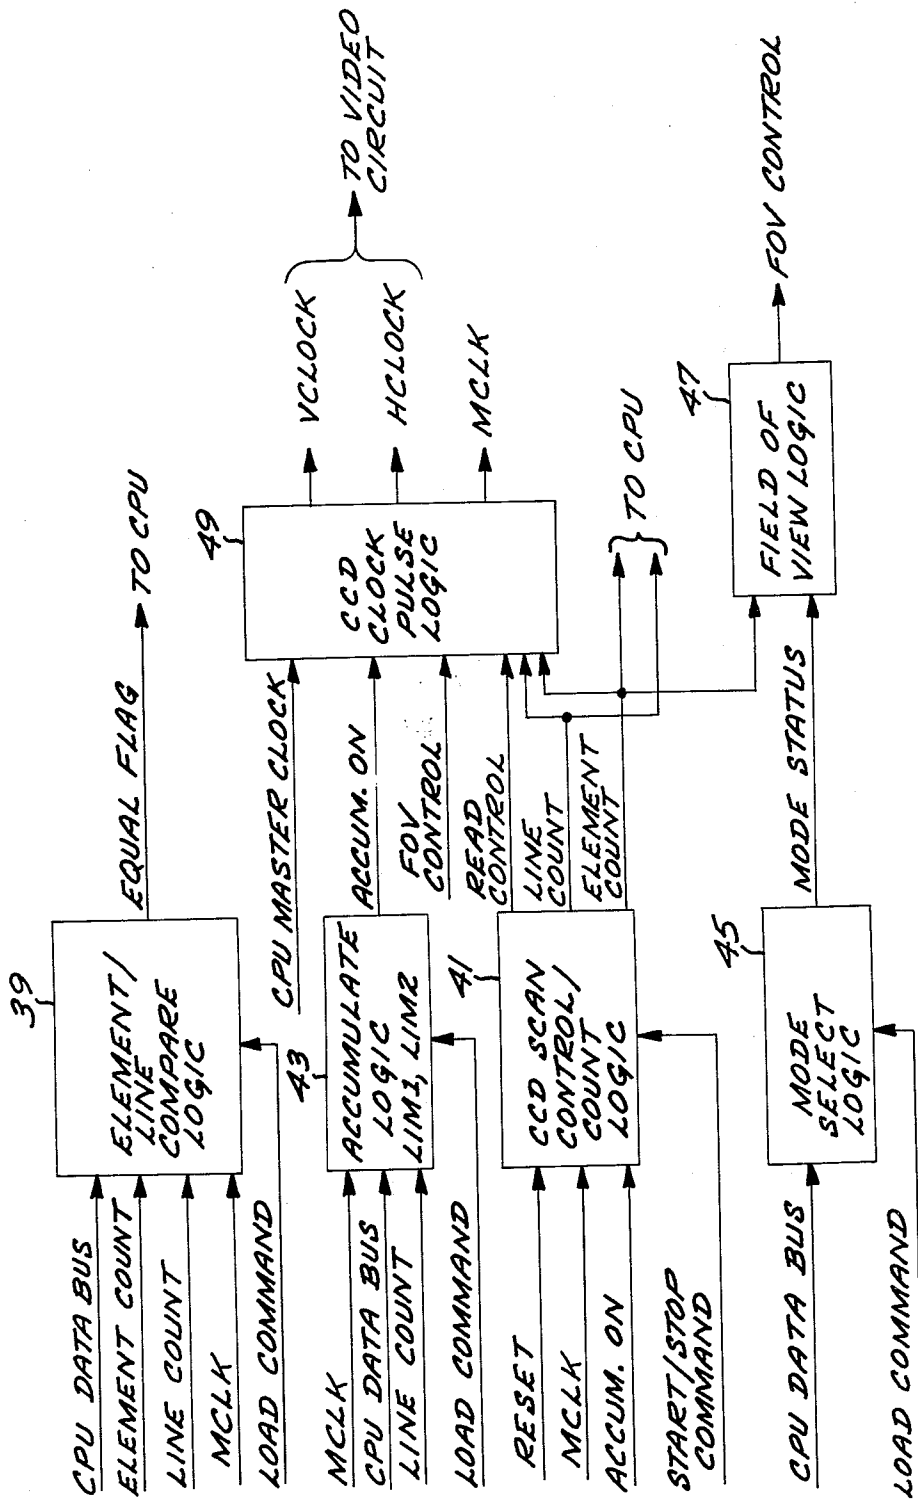 CPU DATA BUS
ELEMENT COUNT
LINE COUNT
MCLK
LOAD COMMAND
39
ELEMENT/
LINE
COMPARE
LOGIC
EQUAL FLAG
TO CPU
MCLK
CPU DATA BUS
LINE COUNT
LOAD COMMAND
43
ACCUMULATE
LOGIC
LIM1, LIM2
CPU MASTER CLOCK
ACCUM. ON
FOV
CONTROL
READ
CONTROL
LINE
COUNT
ELEMENT
COUNT
49
CCD
CLOCK
PULSE
LOGIC
VCLOCK
HCLOCK
MCLK
TO VIDEO
CIRCUIT
RESET
MCLK
ACCUM. ON
START/STOP
COMMAND
41
CCD SCAN
CONTROL/
COUNT
LOGIC
TO CPU
CPU DATA BUS
LOAD COMMAND
45
MODE
SELECT
LOGIC
MODE STATUS
47
FIELD OF
VIEW LOGIC
FOV CONTROL